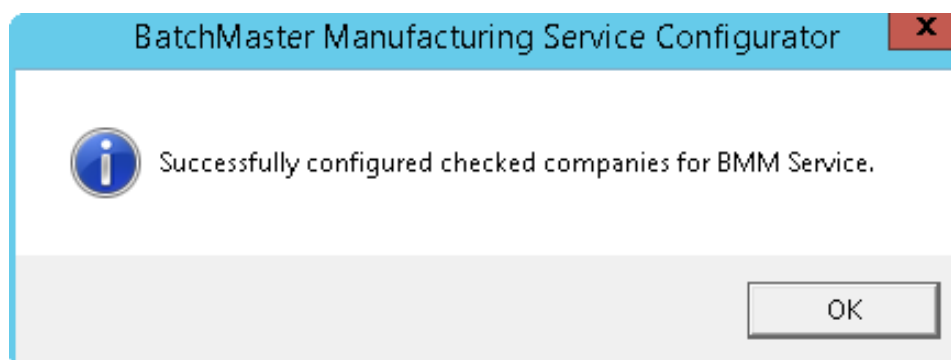 BatchMaster Manufacturing Service Configurator
x
Successfully configured checked companies for BMM Service.
OK